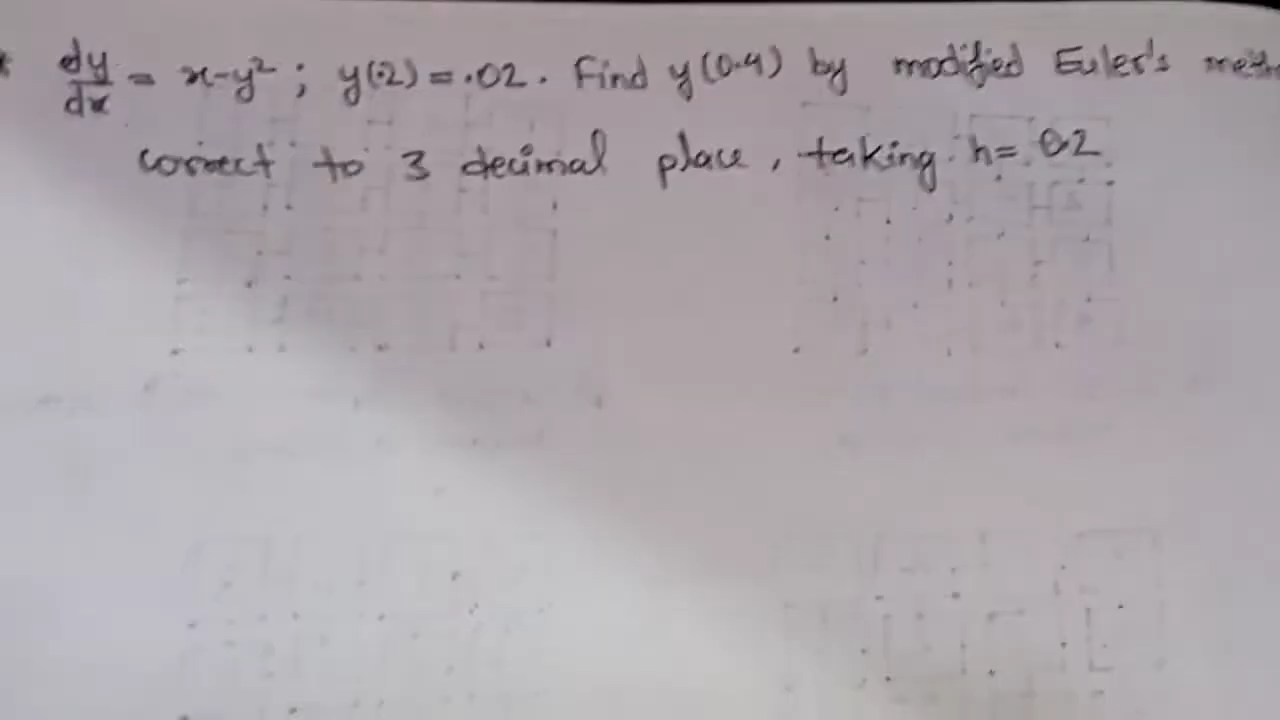 dy/dx = x-y²; y(.2) = .02. Find y(0.4) by modified Euler's
correct to 3 decimal place, taking h= 0.2